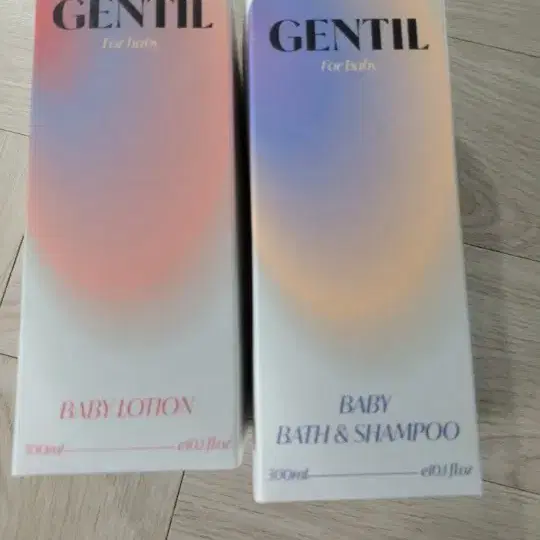 GENTIL
For baby
BABY LOTION
300ml e10.1 fl.oz
GENTIL
For baby
BABY
BATH & SHAMPOO
300ml e10.1 fl.oz